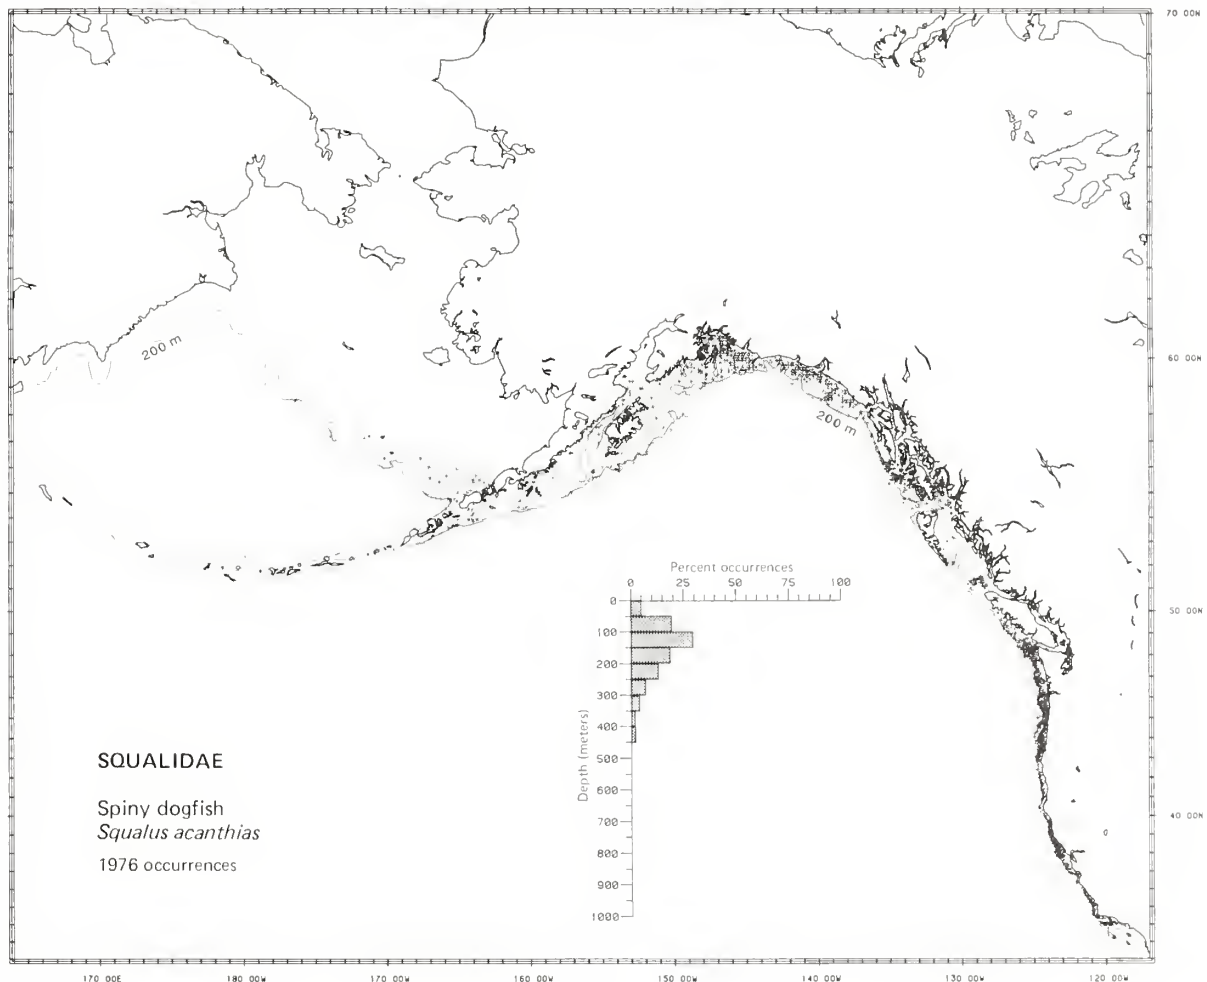 70 00N
200 m
60 00N
200 m
Percent occurrences
0 25 50 75 100
0
100
200
300
400
500
600
700
800
900
1000
Depth (meters)
50 00N
SQUALIDAE
Spiny dogfish
Squalus acanthias
1976 occurrences
40 00N
170 00E 180 00W 170 00W 160 00W 150 00W 140 00W 130 00W 120 00W